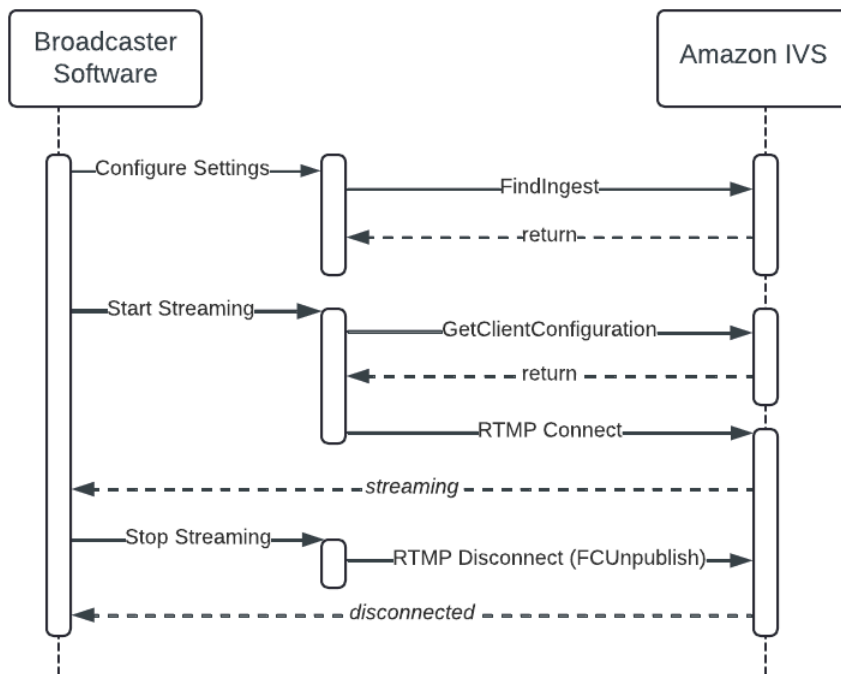 Broadcaster
Software
Amazon IVS
Configure Settings
FindIngest
return
Start Streaming
GetClientConfiguration
return
RTMP Connect
streaming
Stop Streaming
RTMP Disconnect (FCUnpublish)
disconnected